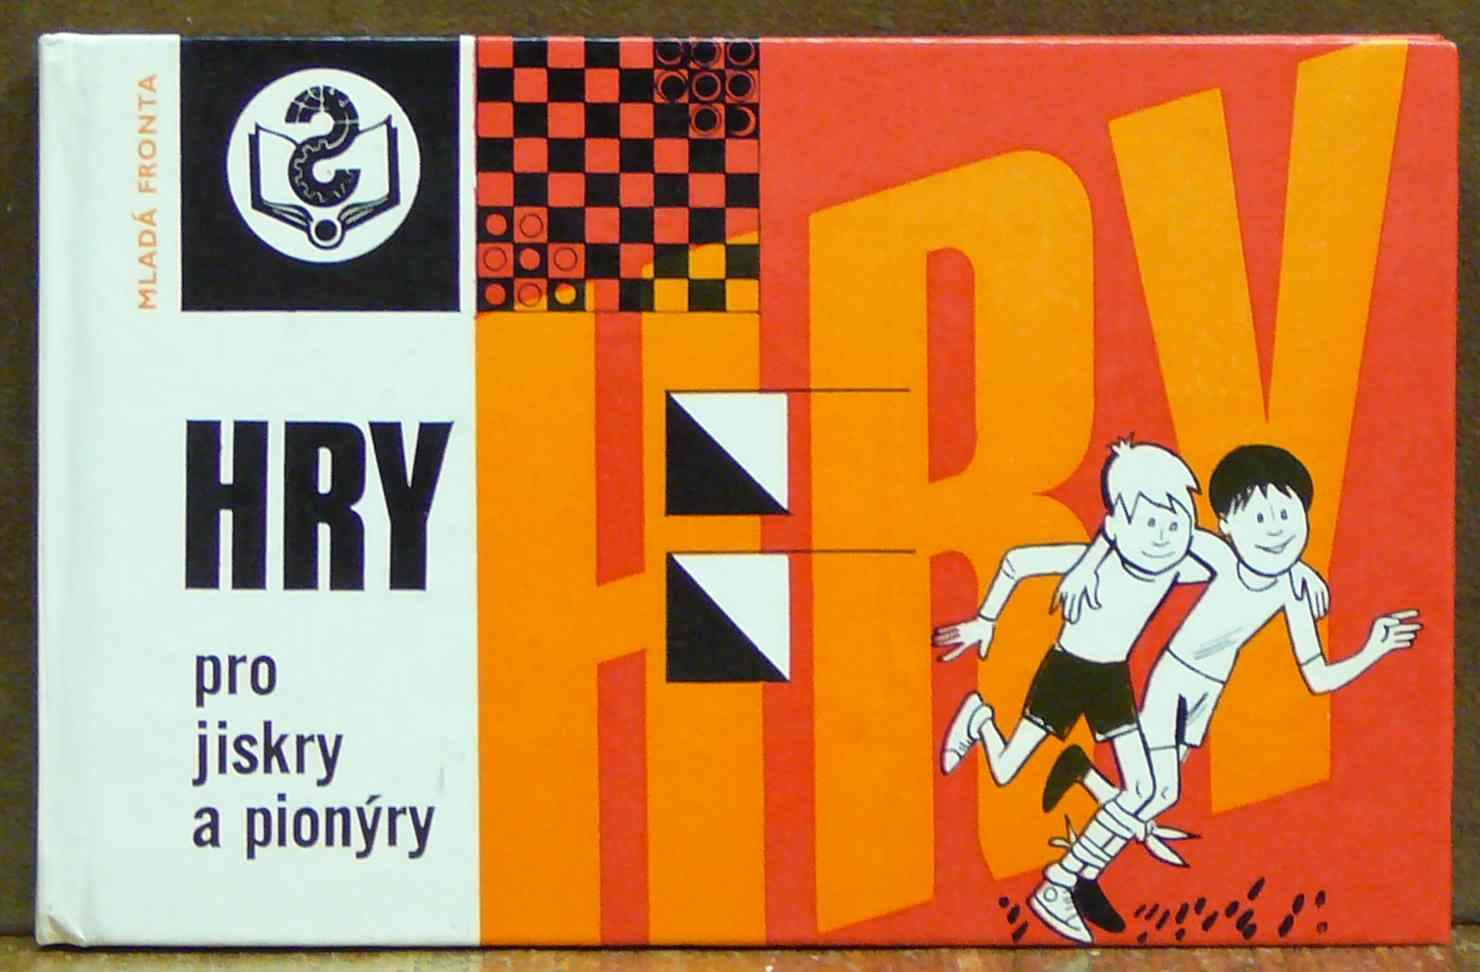 MLADÁ FRONTA
HRY
pro
jiskry
a pionýry
HRY